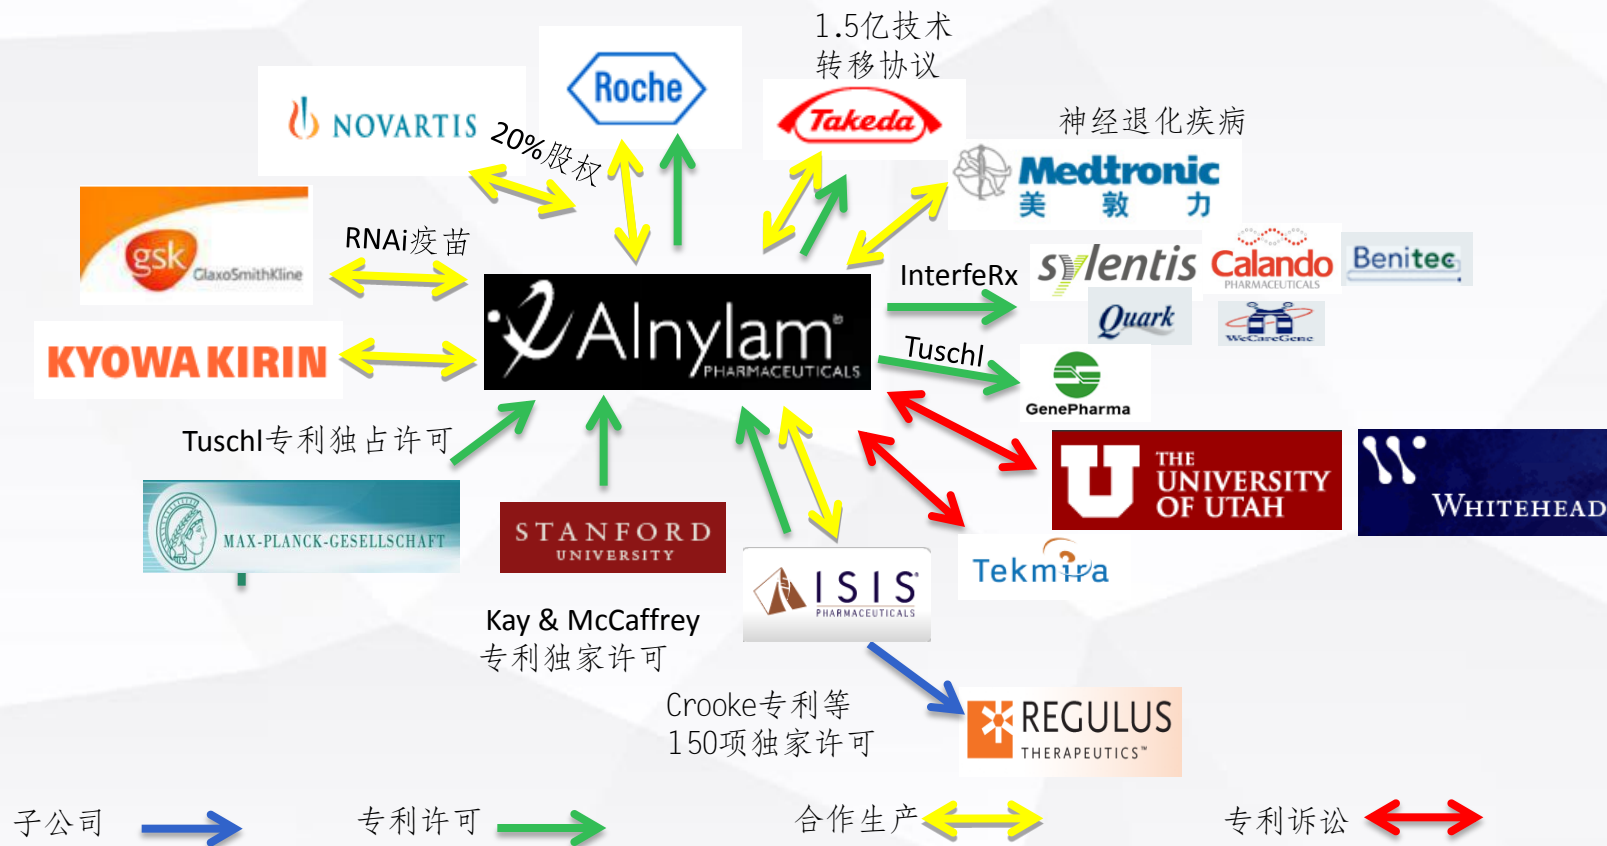 1.5亿技术
转移协议
Roche
NOVARTIS
20%股权
Takeda
神经退化疾病
Medtronic
美敦力
gsk
GlaxoSmithKline
RNAi疫苗
InterfeRx
sylentis
Calando
PHARMACEUTICALS
Benitec
Alnylam
PHARMACEUTICALS
Quark
WeCareGene
KYOWA KIRIN
Tuschl
GenePharma
Tuschl专利独占许可
MAX-PLANCK-GESELLSCHAFT
STANFORD
UNIVERSITY
THE
UNIVERSITY
OF UTAH
WHITEHEAD
Tekmira
ISIS
PHARMACEUTICALS
Kay & McCaffrey
专利独家许可
Crooke专利等
150项独家许可
REGULUS
THERAPEUTICS™
子公司
专利许可
合作生产
专利诉讼